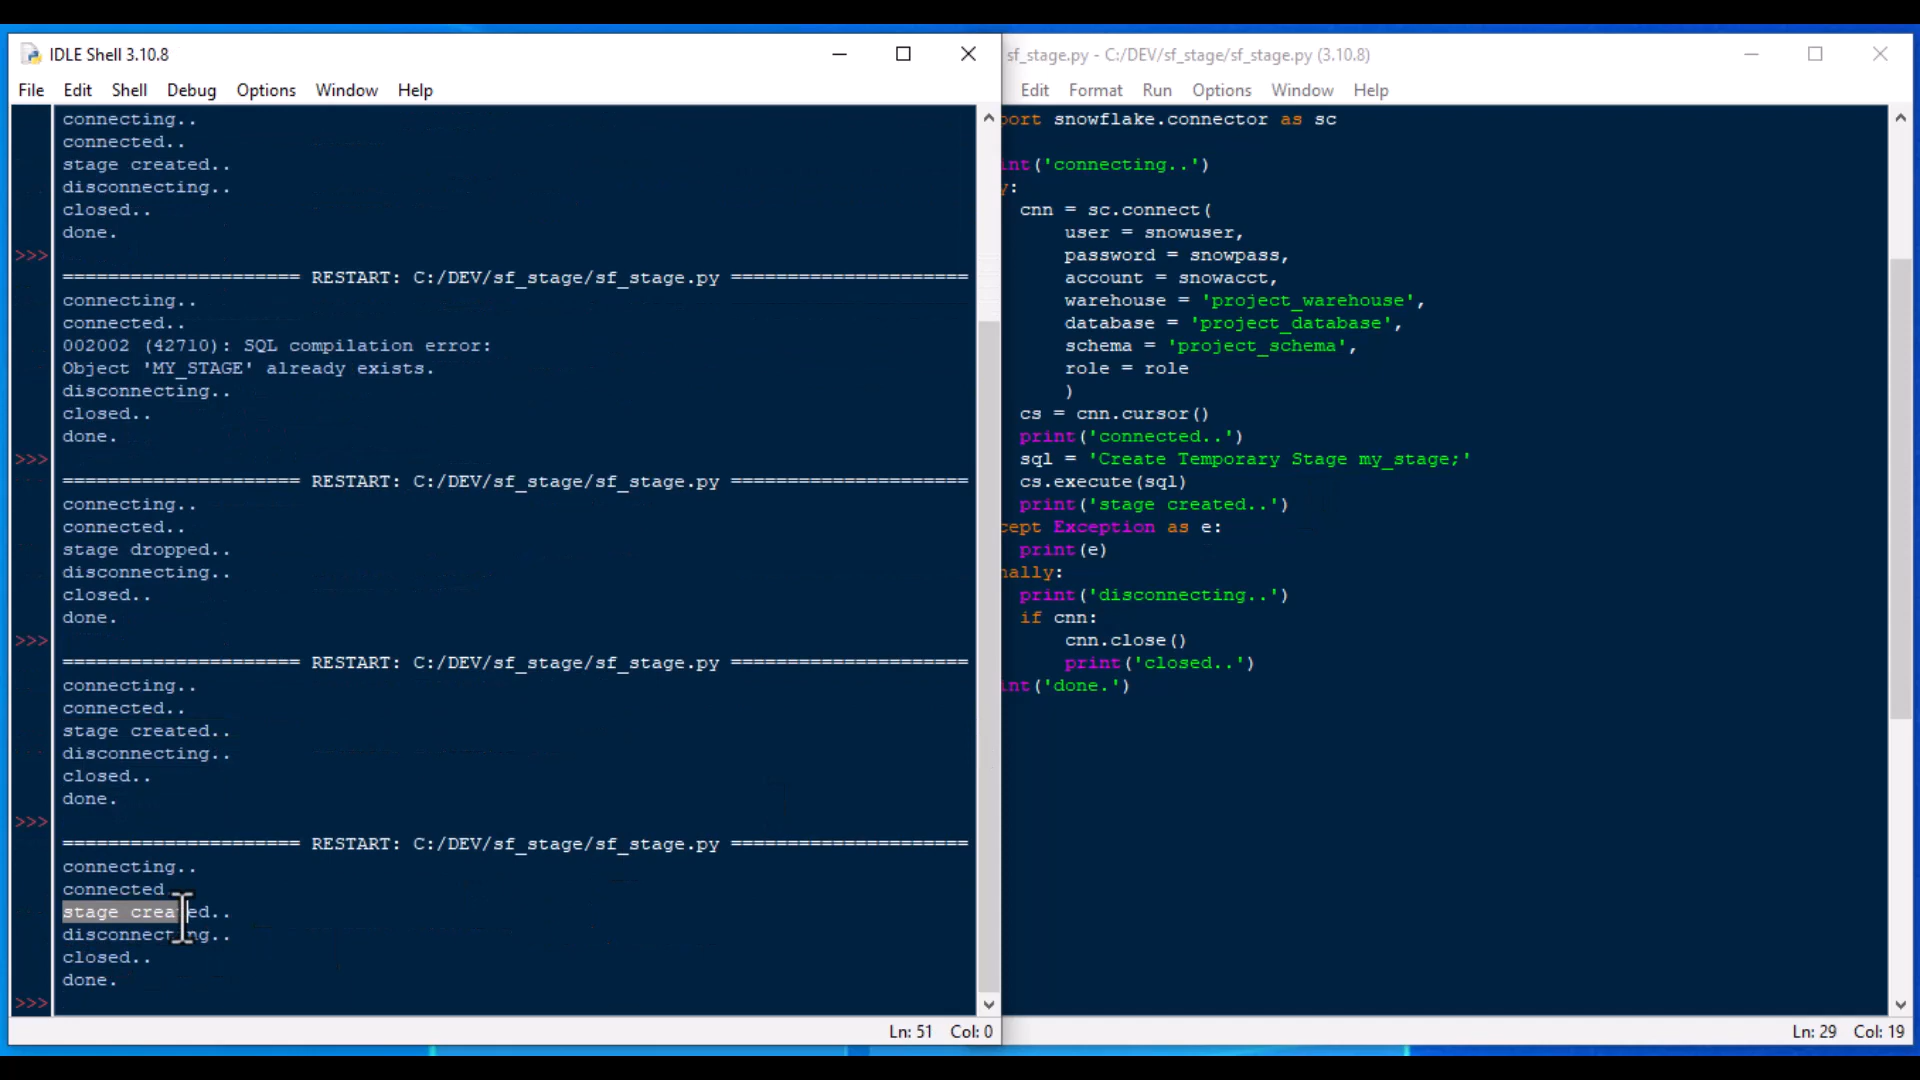 IDLE Shell 3.10.8
File Edit Shell Debug Options Window Help
connecting..
connected..
stage created..
disconnecting..
closed..
done.
>>>
===================== RESTART: C:/DEV/sf_stage/sf_stage.py =====================
connecting..
connected..
002002 (42710): SQL compilation error:
Object 'MY_STAGE' already exists.
disconnecting..
closed..
done.
>>>
===================== RESTART: C:/DEV/sf_stage/sf_stage.py =====================
connecting..
connected..
stage dropped..
disconnecting..
closed..
done.
>>>
===================== RESTART: C:/DEV/sf_stage/sf_stage.py =====================
connecting..
connected..
stage created..
disconnecting..
closed..
done.
>>>
===================== RESTART: C:/DEV/sf_stage/sf_stage.py =====================
connecting..
connected
stage created..
disconnecting..
closed..
done.
>>>
Ln: 51 Col: 0
sf_stage.py - C:/DEV/sf_stage/sf_stage.py (3.10.8)
Edit Format Run Options Window Help
port snowflake.connector as sc
int('connecting..')
y:
cnn = sc.connect(
user = snowuser,
password = snowpass,
account = snowacct,
warehouse = 'project_warehouse',
database = 'project_database',
schema = 'project_schema',
role = role
)
cs = cnn.cursor()
print('connected..')
sql = 'Create Temporary Stage my_stage;'
cs.execute(sql)
print('stage created..')
cept Exception as e:
print(e)
nally:
print('disconnecting..')
if cnn:
cnn.close()
print('closed..')
int('done.')
Ln: 29 Col: 19